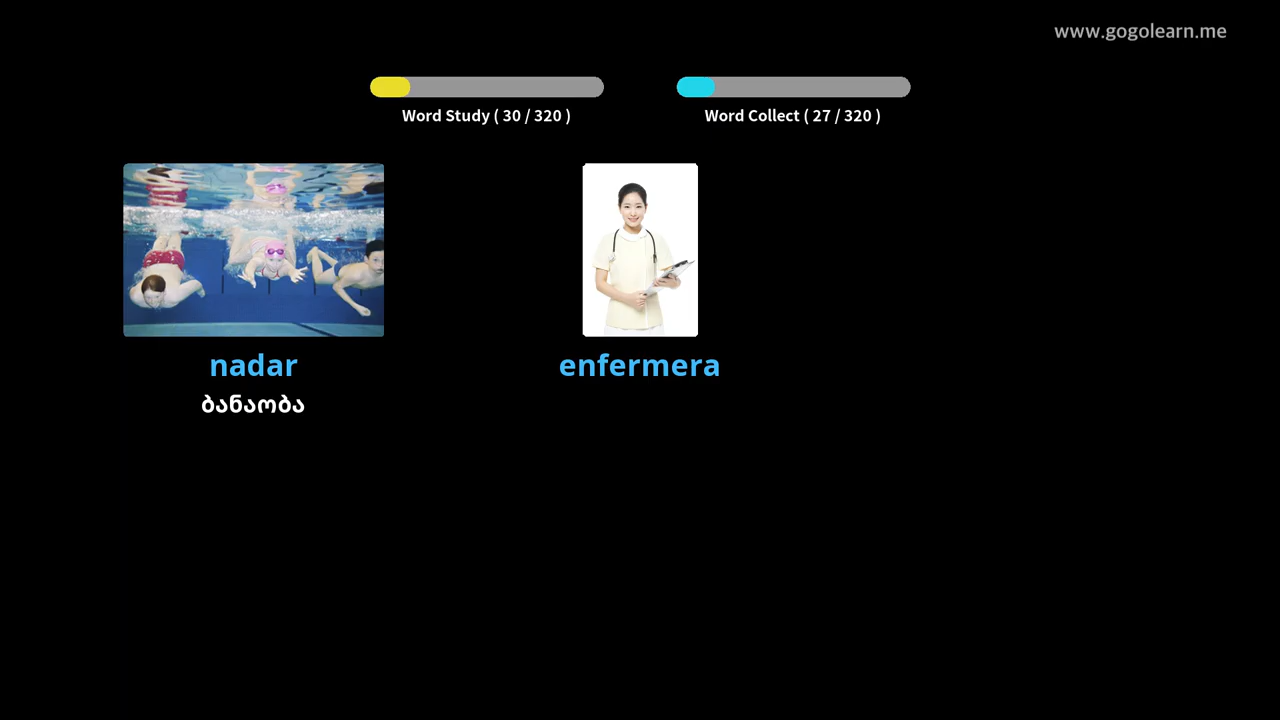 www.gogolearn.me
Word Study ( 30 / 320 )
Word Collect ( 27 / 320 )
nadar
enfermera
ბანაობა